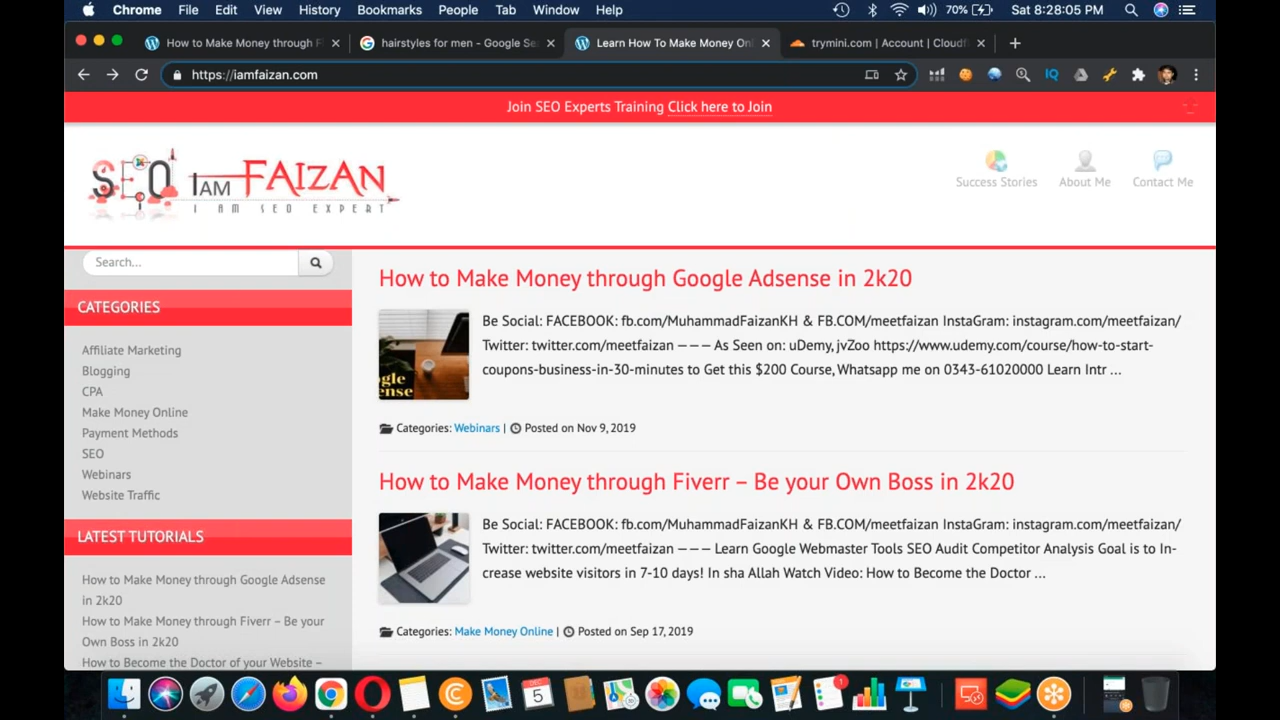 Chrome File Edit View History Bookmarks People Tab Window Help 70% Sat 8:28:05 PM
How to Make Money through F
hairstyles for men - Google Se
Learn How To Make Money Onl
trymini.com | Account | Cloudf
https://iamfaizan.com
IQ
Join SEO Experts Training Click here to Join
SEO I AM FAIZAN
I AM SEO EXPERT
Success Stories About Me Contact Me
Search...
CATEGORIES
Affiliate Marketing
Blogging
CPA
Make Money Online
Payment Methods
SEO
Webinars
Website Traffic
LATEST TUTORIALS
How to Make Money through Google Adsense
in 2k20
How to Make Money through Fiverr – Be your
Own Boss in 2k20
How to Become the Doctor of your Website –
How to Make Money through Google Adsense in 2k20
gle
ense
Be Social: FACEBOOK: fb.com/MuhammadFaizanKH & FB.COM/meetfaizan InstaGram: instagram.com/meetfaizan/
Twitter: twitter.com/meetfaizan — — — As Seen on: uDemy, jvZoo https://www.udemy.com/course/how-to-start-
coupons-business-in-30-minutes to Get this $200 Course, Whatsapp me on 0343-61020000 Learn Intr ...
Categories: Webinars | Posted on Nov 9, 2019
How to Make Money through Fiverr – Be your Own Boss in 2k20
Be Social: FACEBOOK: fb.com/MuhammadFaizanKH & FB.COM/meetfaizan InstaGram: instagram.com/meetfaizan/
Twitter: twitter.com/meetfaizan — — — Learn Google Webmaster Tools SEO Audit Competitor Analysis Goal is to In-
crease website visitors in 7-10 days! In sha Allah Watch Video: How to Become the Doctor ...
Categories: Make Money Online | Posted on Sep 17, 2019
DEC
5
1